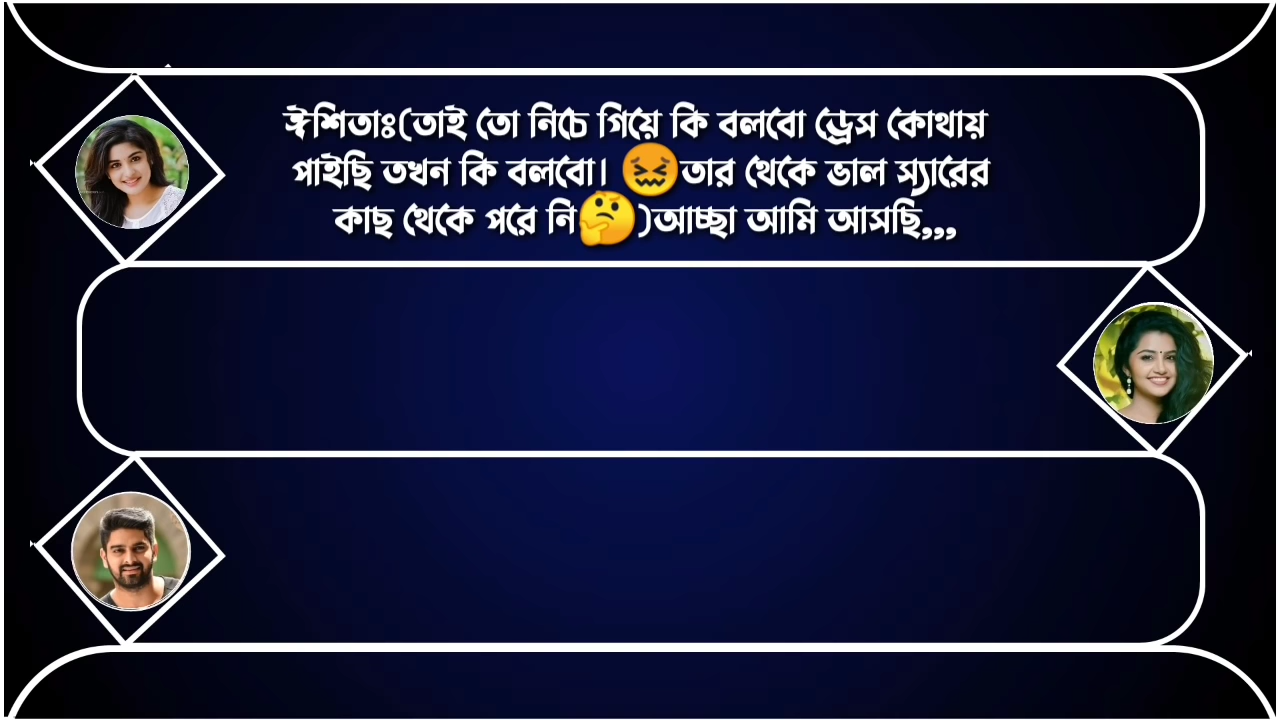 ঈশিতাঃ(তোই তো নিচে গিয়ে কি বলবো ড্রেস কোথায়
পাইছি তখন কি বলবো। 😖তার থেকে ভাল স্যারের
কাছ থেকে পরে নি🤔)আচ্ছা আমি আসছি,,,